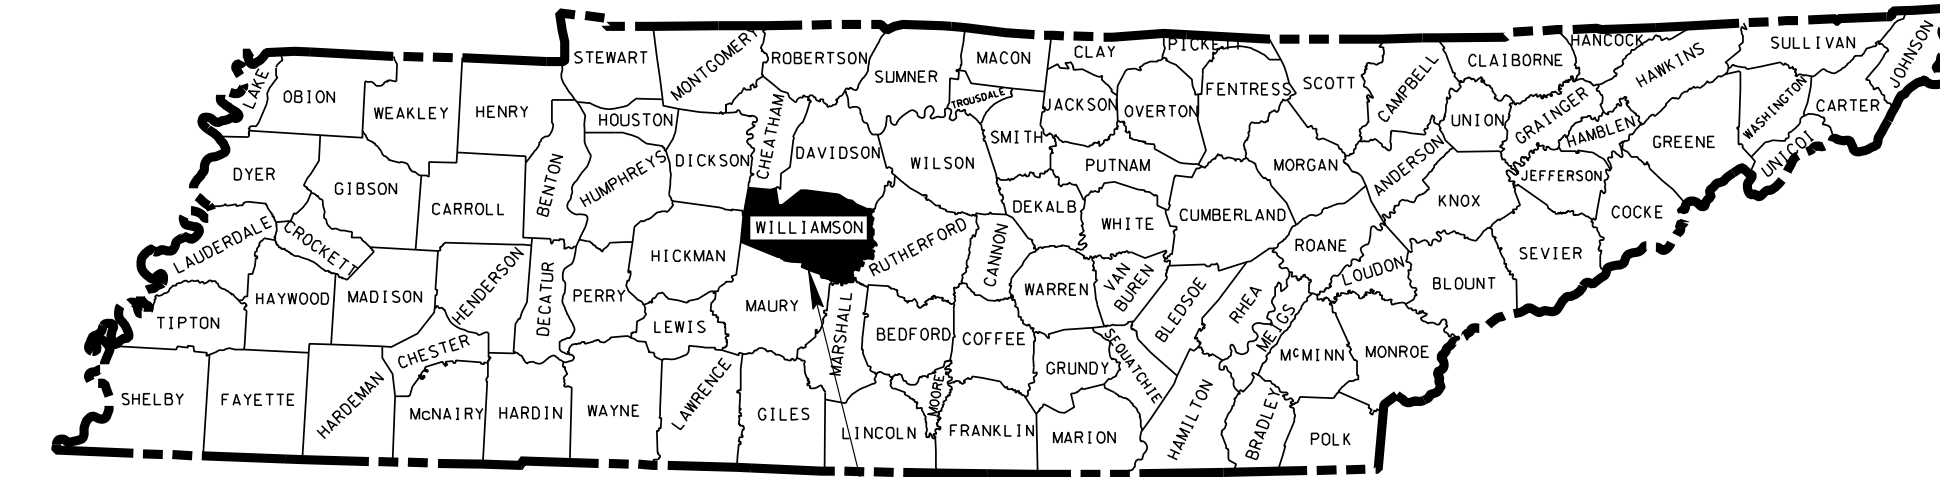 STEWART
MONTGOMERY
ROBERTSON
SUMNER
MACON
CLAY
PICKETT
FENTRESS
SCOTT
CAMPBELL
CLAIBORNE
HANCOCK
HAWKINS
SULLIVAN
JOHNSON
LAKE
OBION
WEAKLEY
HENRY
HOUSTON
DICKSON
CHEATHAM
DAVIDSON
WILSON
TROUSDALE
SMITH
JACKSON
OVERTON
PUTNAM
MORGAN
ANDERSON
UNION
GRAINGER
HAMBLEN
JEFFERSON
GREENE
WASHINGTON
CARTER
UNICOI
DYER
GIBSON
CARROLL
BENTON
HUMPHREYS
WILLIAMSON
RUTHERFORD
CANNON
DEKALB
WHITE
CUMBERLAND
ROANE
LOUDON
KNOX
BLOUNT
SEVIER
COCKE
LAUDERDALE
CROCKETT
HAYWOOD
MADISON
HENDERSON
DECATUR
PERRY
HICKMAN
LEWIS
MAURY
MARSHALL
BEDFORD
COFFEE
WARREN
VAN
BUREN
BLEDSOE
RHEA
MEIGS
McMINN
MONROE
TIPTON
SHELBY
FAYETTE
HARDEMAN
CHESTER
McNAIRY
HARDIN
WAYNE
LAWRENCE
GILES
LINCOLN
MOORE
FRANKLIN
GRUNDY
SEQUATCHIE
MARION
HAMILTON
BRADLEY
POLK